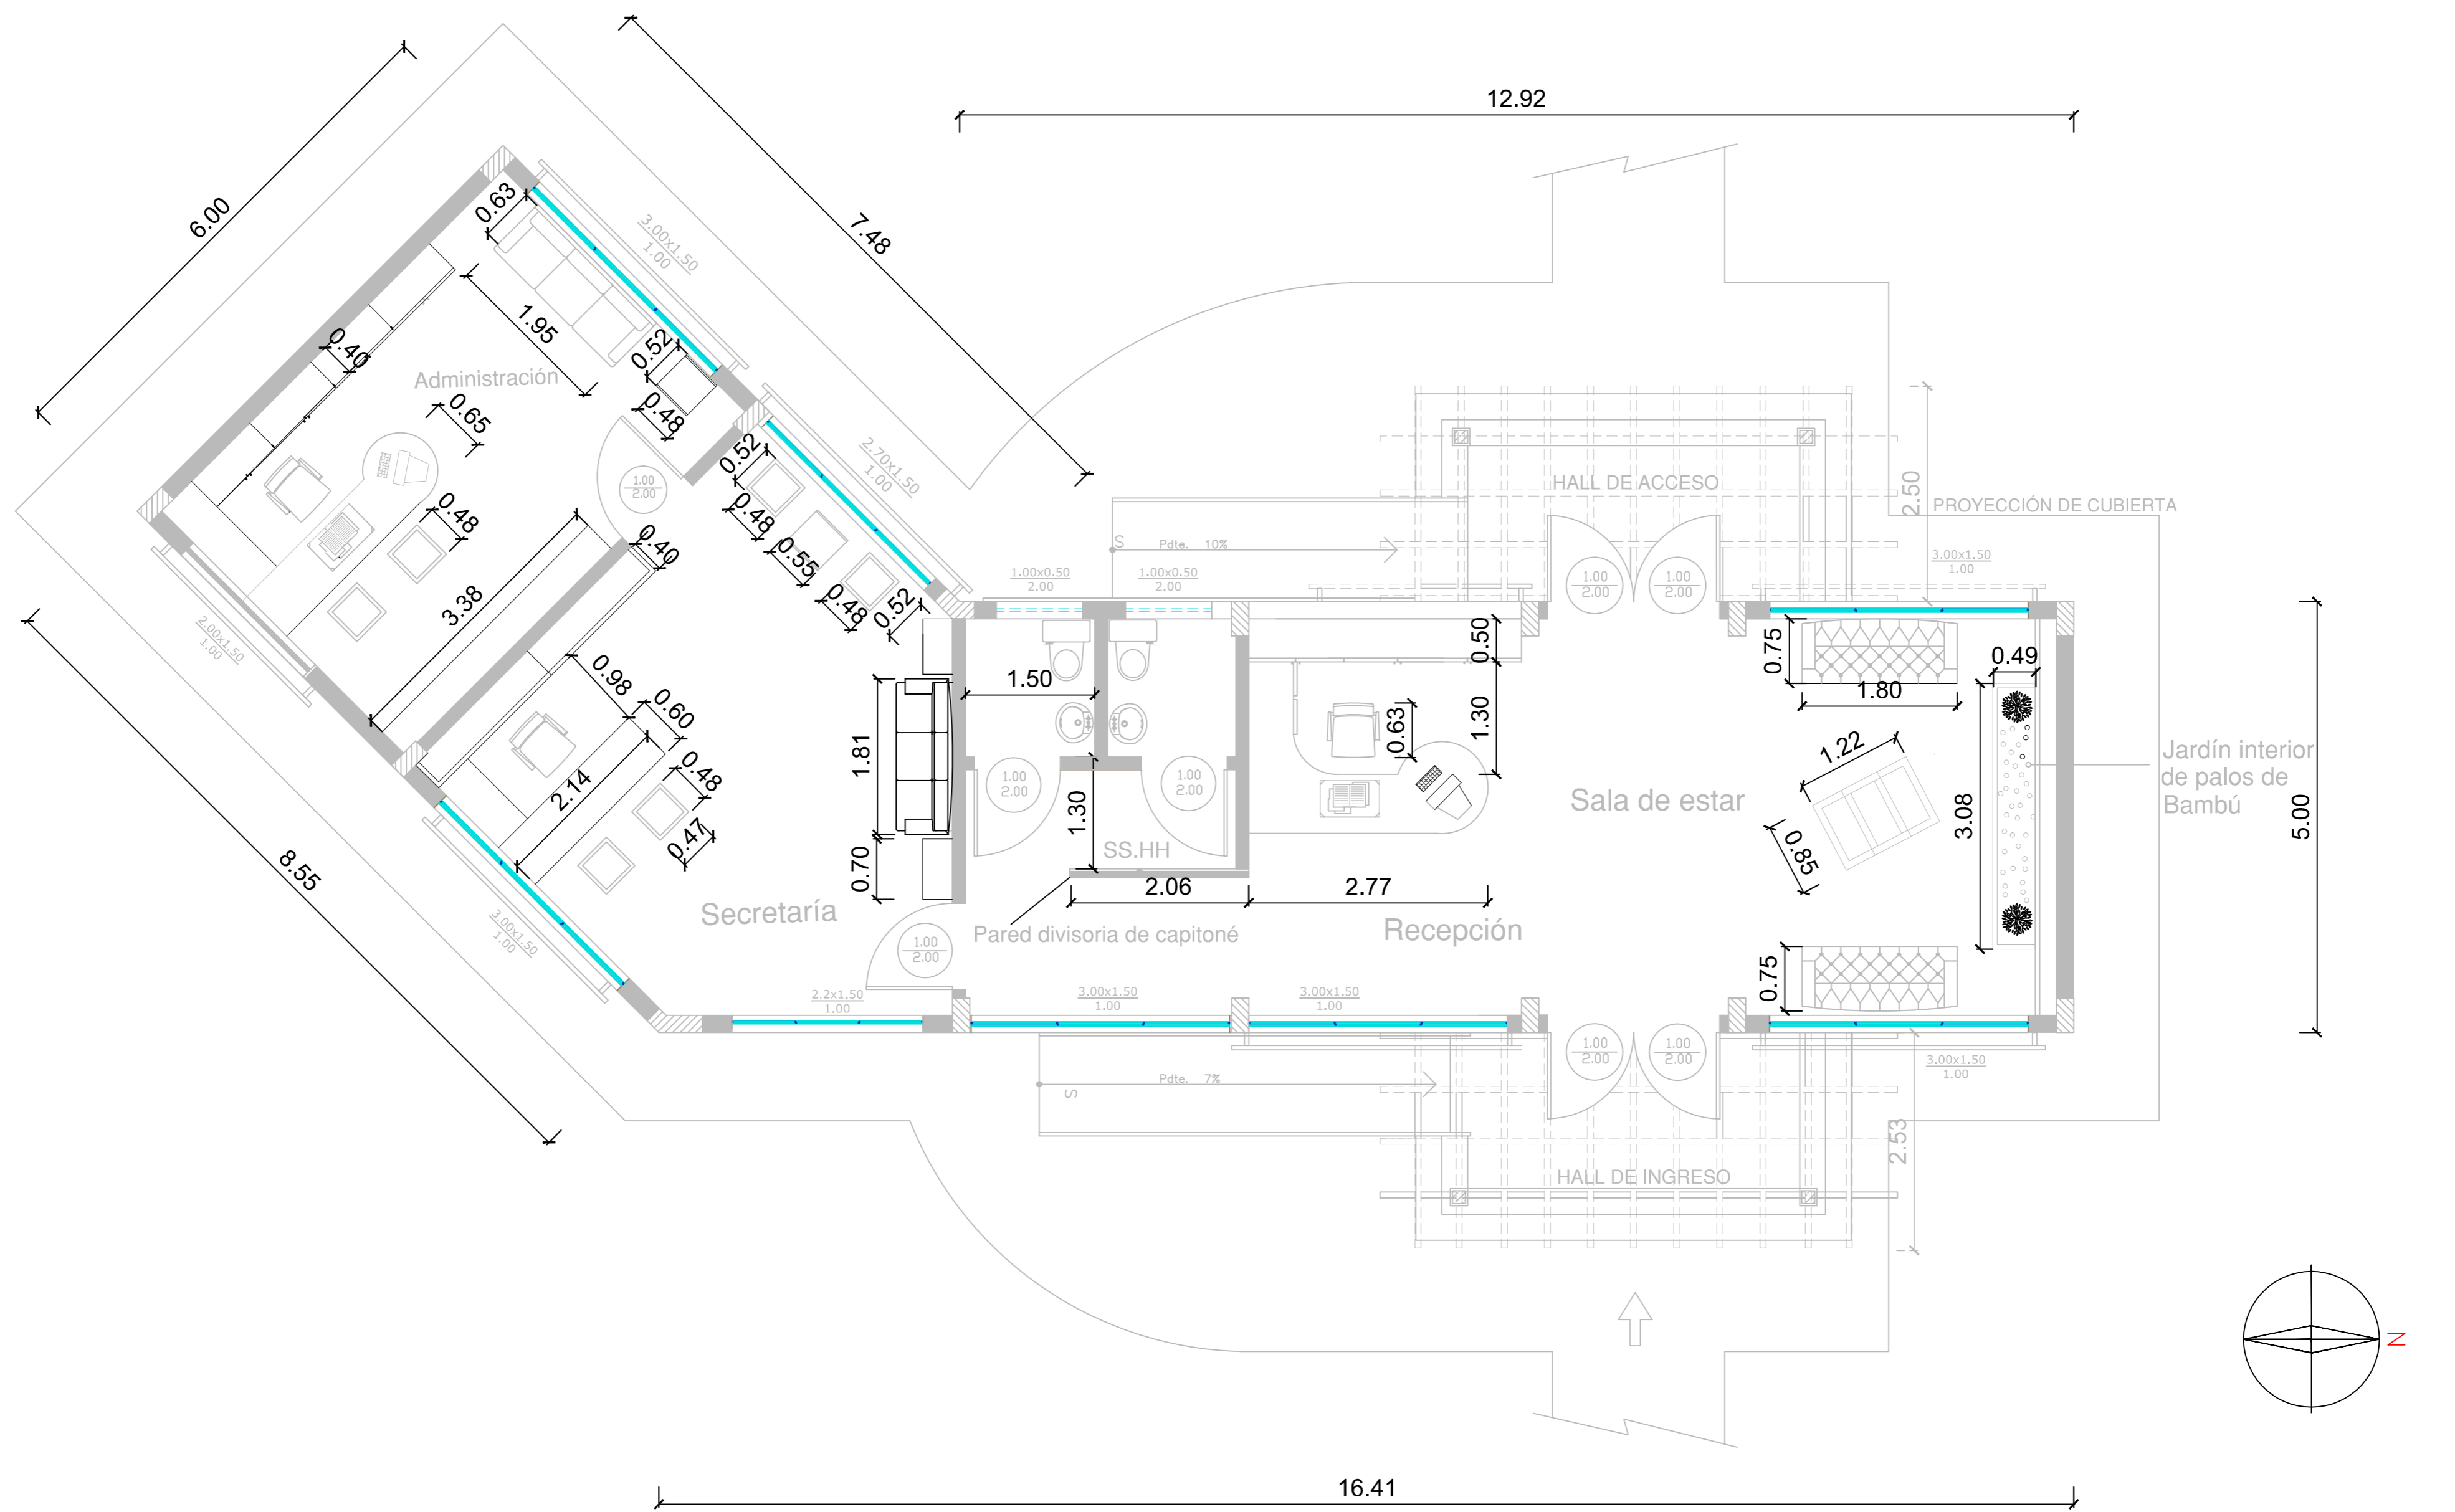 12.92
6.00
7.48
0.63
3.00x1.50
1.00
1.95
0.40
Administración
0.52
0.48
0.65
2.70x1.50
1.00
0.52
0.48
1.00
2.00
0.48
0.40
0.55
0.48
0.52
3.38
2.00x1.50
1.00
0.98
0.60
2.14
0.48
0.47
8.55
3.00x1.50
1.00
Secretaría
1.81
0.70
1.00
2.00
2.2x1.50
1.00
HALL DE ACCESO
2.50
PROYECCIÓN DE CUBIERTA
S
Pdte. 10%
1.00x0.50
2.00
1.00x0.50
2.00
1.00
2.00
1.00
2.00
3.00x1.50
1.00
1.50
1.00
2.00
1.00
2.00
1.30
SS.HH
2.06
2.77
Pared divisoria de capitoné
0.50
1.30
0.63
Recepción
Sala de estar
0.75
1.80
0.49
1.22
0.85
3.08
0.75
Jardín interior
de palos de
Bambú
5.00
3.00x1.50
1.00
3.00x1.50
1.00
1.00
2.00
1.00
2.00
3.00x1.50
1.00
Pdte. 7%
S
2.53
HALL DE INGRESO
N
16.41